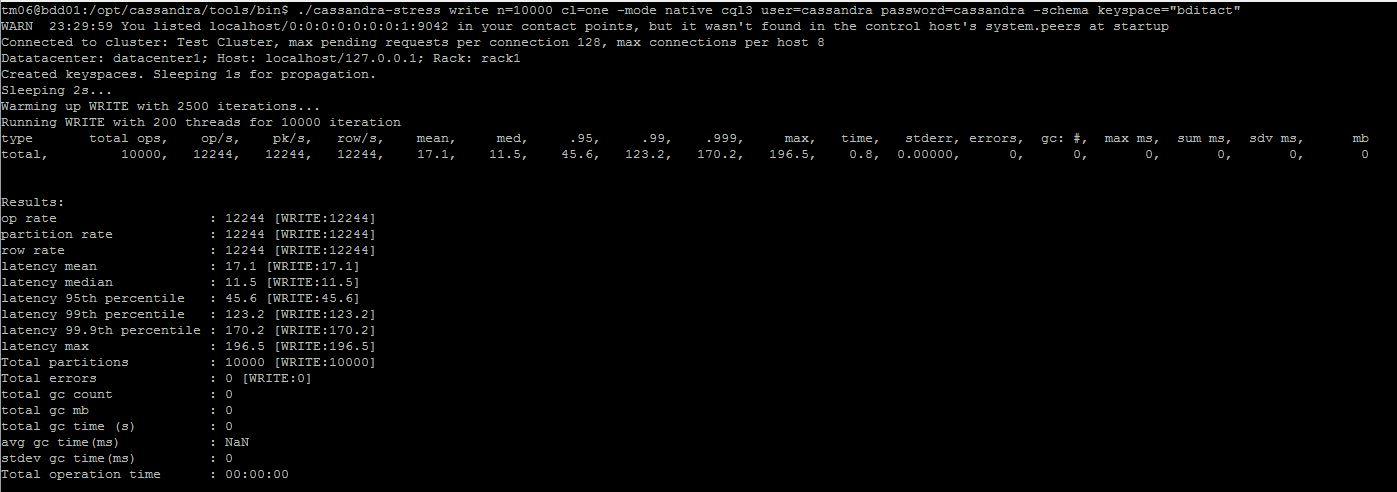 tm06@bdd01:/opt/cassandra/tools/bin$ ./cassandra-stress write n=10000 cl=one -mode native cql3 user=cassandra password=cassandra -schema keyspace="bditact"
WARN  23:29:59 You listed localhost/0:0:0:0:0:0:0:1:9042 in your contact points, but it wasn't found in the control host's system.peers at startup
Connected to cluster: Test Cluster, max pending requests per connection 128, max connections per host 8
Datatacenter: datacenter1; Host: localhost/127.0.0.1; Rack: rack1
Created keyspaces. Sleeping 1s for propagation.
Sleeping 2s...
Warming up WRITE with 2500 iterations...
Running WRITE with 200 threads for 10000 iteration
type       total ops,    op/s,    pk/s,   row/s,    mean,     med,     .95,     .99,    .999,     max,   time,   stderr, errors,  gc: #,  max ms,  sum ms,  sdv ms,      mb
total,         10000,   12244,   12244,   12244,    17.1,    11.5,    45.6,   123.2,   170.2,   196.5,    0.8,  0.00000,      0,      0,       0,       0,       0,       0
Results:
op rate                   : 12244 [WRITE:12244]
partition rate            : 12244 [WRITE:12244]
row rate                  : 12244 [WRITE:12244]
latency mean              : 17.1 [WRITE:17.1]
latency median            : 11.5 [WRITE:11.5]
latency 95th percentile   : 45.6 [WRITE:45.6]
latency 99th percentile   : 123.2 [WRITE:123.2]
latency 99.9th percentile : 170.2 [WRITE:170.2]
latency max               : 196.5 [WRITE:196.5]
Total partitions          : 10000 [WRITE:10000]
Total errors              : 0 [WRITE:0]
total gc count            : 0
total gc mb               : 0
total gc time (s)         : 0
avg gc time(ms)           : NaN
stdev gc time(ms)         : 0
Total operation time      : 00:00:00